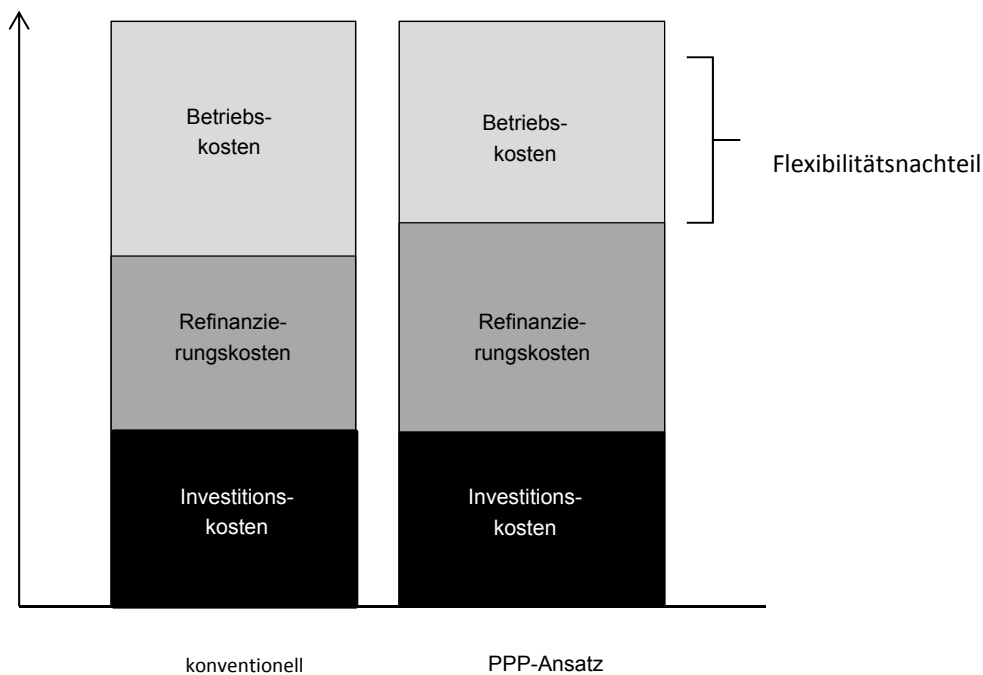 Betriebs-
kosten
Betriebs-
kosten
Flexibilitätsnachteil
Refinanzie-
rungskosten
Refinanzie-
rungskosten
Investitions-
kosten
Investitions-
kosten
konventionell
PPP-Ansatz